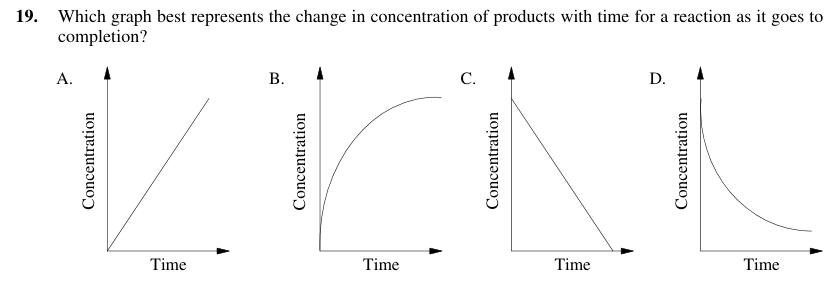 19. Which graph best represents the change in concentration of products with time for a reaction as it goes to
completion?
A.
B.
C.
D.
Concentration
Concentration
Concentration
Concentration
Time
Time
Time
Time